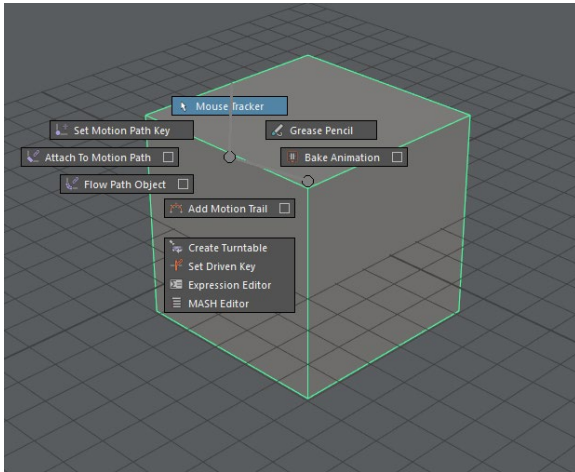 Mouse Tracker
Set Motion Path Key
Grease Pencil
Attach To Motion Path
Bake Animation
Flow Path Object
Add Motion Trail
Create Turntable
Set Driven Key
Expression Editor
MASH Editor